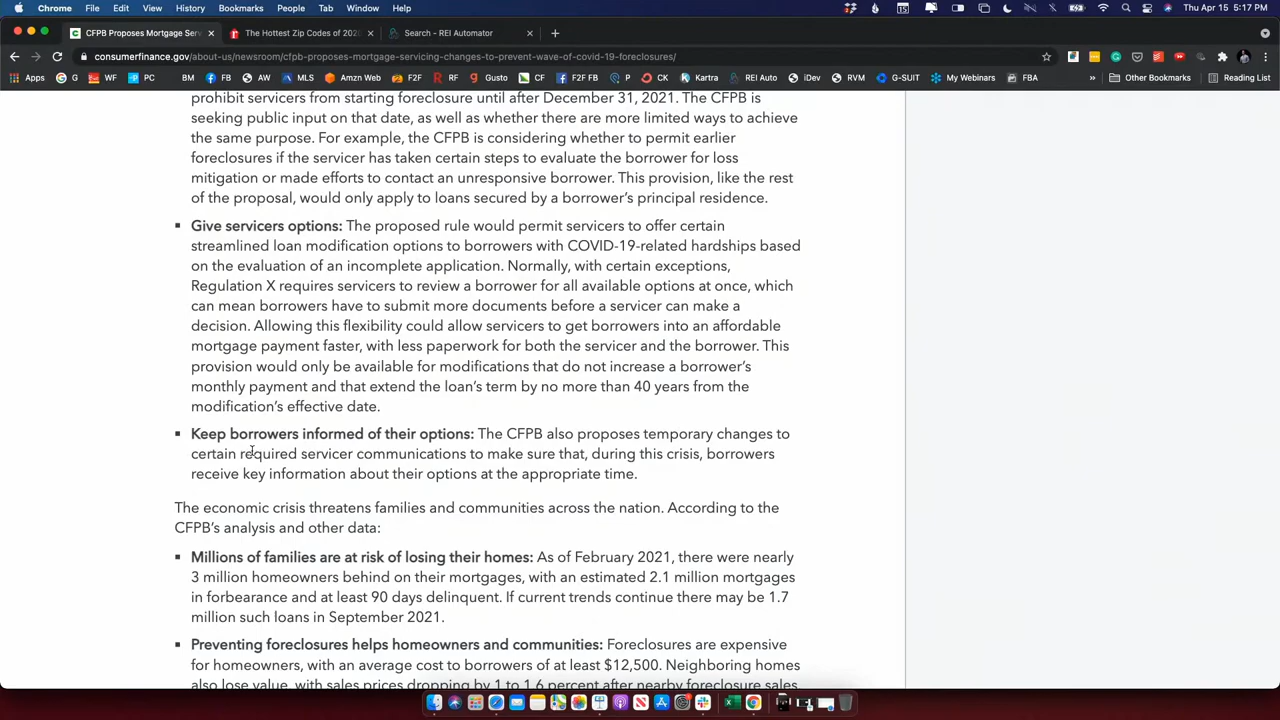 Chrome File Edit View History Bookmarks People Tab Window Help Thu Apr 15 5:17 PM
CFPB Proposes Mortgage Ser The Hottest Zip Codes of 202 Search - REI Automator
consumerfinance.gov/about-us/newsroom/cfpb-proposes-mortgage-servicing-changes-to-prevent-wave-of-covid-19-foreclosures/
Apps G WF PC BM FB AW MLS Amzn Web F2F RF Gusto CF F2F FB P CK Kartra REI Auto iDev RVM G-SUIT My Webinars FBA » Other Bookmarks Reading List
prohibit servicers from starting foreclosure until after December 31, 2021. The CFPB is
seeking public input on that date, as well as whether there are more limited ways to achieve
the same purpose. For example, the CFPB is considering whether to permit earlier
foreclosures if the servicer has taken certain steps to evaluate the borrower for loss
mitigation or made efforts to contact an unresponsive borrower. This provision, like the rest
of the proposal, would only apply to loans secured by a borrower's principal residence.
Give servicers options: The proposed rule would permit servicers to offer certain
streamlined loan modification options to borrowers with COVID-19-related hardships based
on the evaluation of an incomplete application. Normally, with certain exceptions,
Regulation X requires servicers to review a borrower for all available options at once, which
can mean borrowers have to submit more documents before a servicer can make a
decision. Allowing this flexibility could allow servicers to get borrowers into an affordable
mortgage payment faster, with less paperwork for both the servicer and the borrower. This
provision would only be available for modifications that do not increase a borrower's
monthly payment and that extend the loan's term by no more than 40 years from the
modification's effective date.
Keep borrowers informed of their options: The CFPB also proposes temporary changes to
certain required servicer communications to make sure that, during this crisis, borrowers
receive key information about their options at the appropriate time.
The economic crisis threatens families and communities across the nation. According to the
CFPB's analysis and other data:
Millions of families are at risk of losing their homes: As of February 2021, there were nearly
3 million homeowners behind on their mortgages, with an estimated 2.1 million mortgages
in forbearance and at least 90 days delinquent. If current trends continue there may be 1.7
million such loans in September 2021.
Preventing foreclosures helps homeowners and communities: Foreclosures are expensive
for homeowners, with an average cost to borrowers of at least $12,500. Neighboring homes
also lose value, with sales prices dropping by 1 to 1.6 percent after nearby foreclosure sales